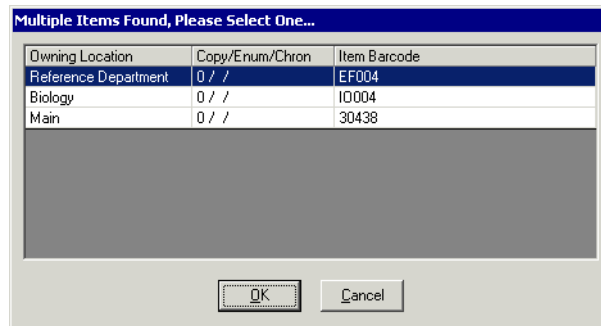 Multiple Items Found, Please Select One...
Owning Location Copy/Enum/Chron Item Barcode
Reference Department 0 / / EF004
Biology 0 / / IO004
Main 0 / / 30438
OK Cancel